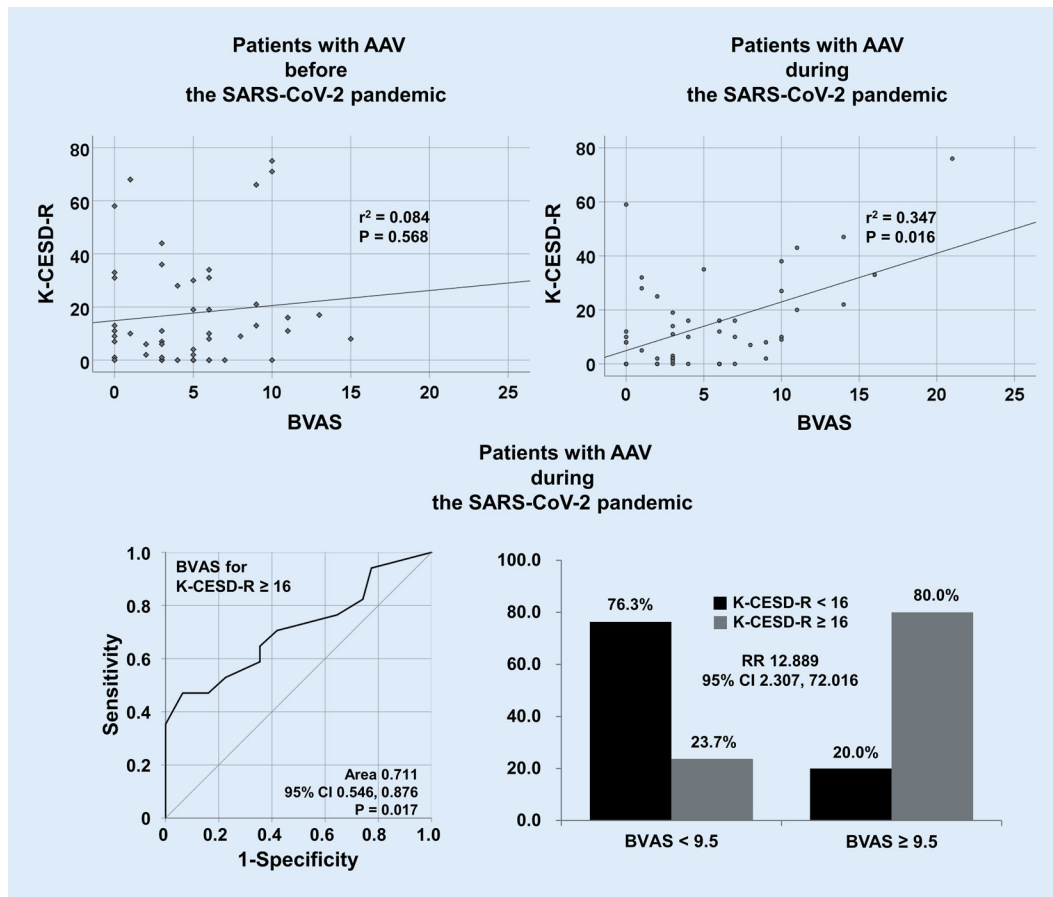 Patients with AAV
before
the SARS-CoV-2 pandemic
K-CESD-R
80
60
40
20
0
r² = 0.084
P = 0.568
0 5 10 15 20 25
BVAS
Patients with AAV
during
the SARS-CoV-2 pandemic
K-CESD-R
80
60
40
20
0
r² = 0.347
P = 0.016
0 5 10 15 20 25
BVAS
Patients with AAV
during
the SARS-CoV-2 pandemic
Sensitivity
1.0
0.8
0.6
0.4
0.2
0
BVAS for
K-CESD-R ≥ 16
Area 0.711
95% CI 0.546, 0.876
P = 0.017
0 0.2 0.4 0.6 0.8 1.0
1-Specificity
100.0
80.0
60.0
40.0
20.0
0.0
76.3%
23.7%
20.0%
80.0%
K-CESD-R < 16
K-CESD-R ≥ 16
RR 12.889
95% CI 2.307, 72.016
BVAS < 9.5
BVAS ≥ 9.5